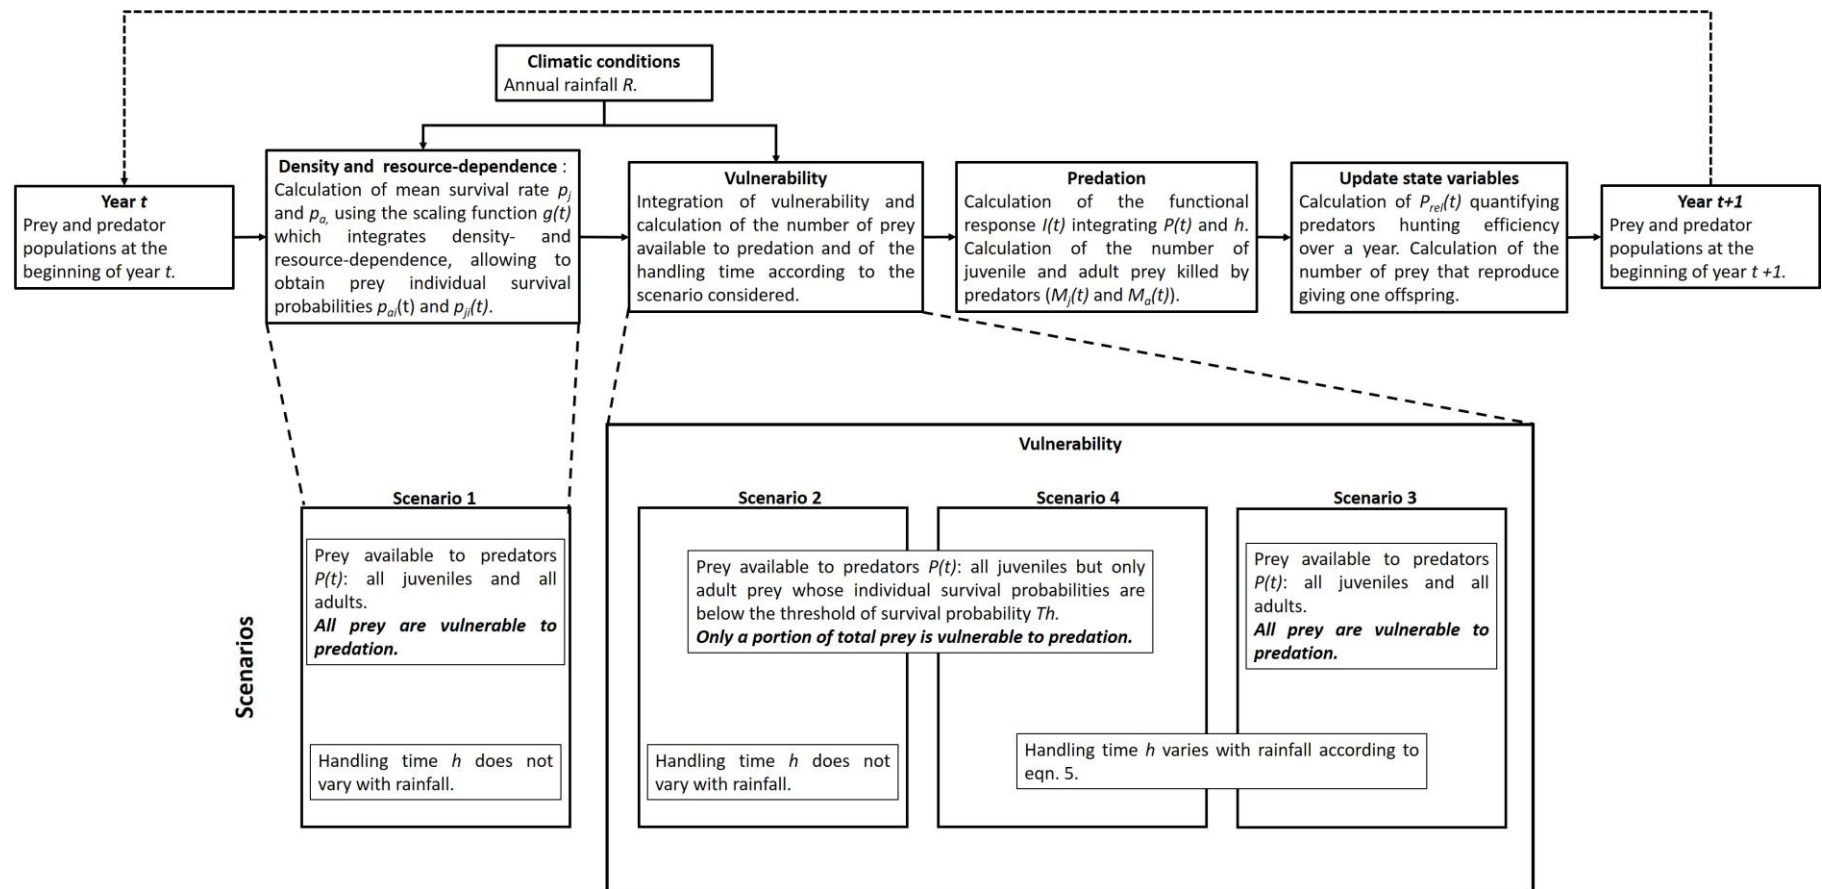 Climatic conditions
Annual rainfall R.
Year t
Prey and predator
populations at the
beginning of year t.
Density and resource-dependence :
Calculation of mean survival rate pj
and pa, using the scaling function g(t)
which integrates density- and
resource-dependence, allowing to
obtain prey individual survival
probabilities pai(t) and pji(t).
Vulnerability
Integration of vulnerability and
calculation of the number of prey
available to predation and of the
handling time according to the
scenario considered.
Predation
Calculation of the functional
response I(t) integrating P(t) and h.
Calculation of the number of
juvenile and adult prey killed by
predators (Mj(t) and Ma(t)).
Update state variables
Calculation of Prel(t) quantifying
predators hunting efficiency
over a year. Calculation of the
number of prey that reproduce
giving one offspring.
Year t+1
Prey and predator
populations at the
beginning of year t +1.
Vulnerability
Scenarios
Scenario 1
Prey available to predators
P(t): all juveniles and all
adults.
All prey are vulnerable to
predation.
Handling time h does not
vary with rainfall.
Scenario 2
Scenario 4
Prey available to predators P(t): all juveniles but only
adult prey whose individual survival probabilities are
below the threshold of survival probability Th.
Only a portion of total prey is vulnerable to predation.
Handling time h does not
vary with rainfall.
Scenario 3
Prey available to predators
P(t): all juveniles and all
adults.
All prey are vulnerable to
predation.
Handling time h varies with rainfall according to
eqn. 5.